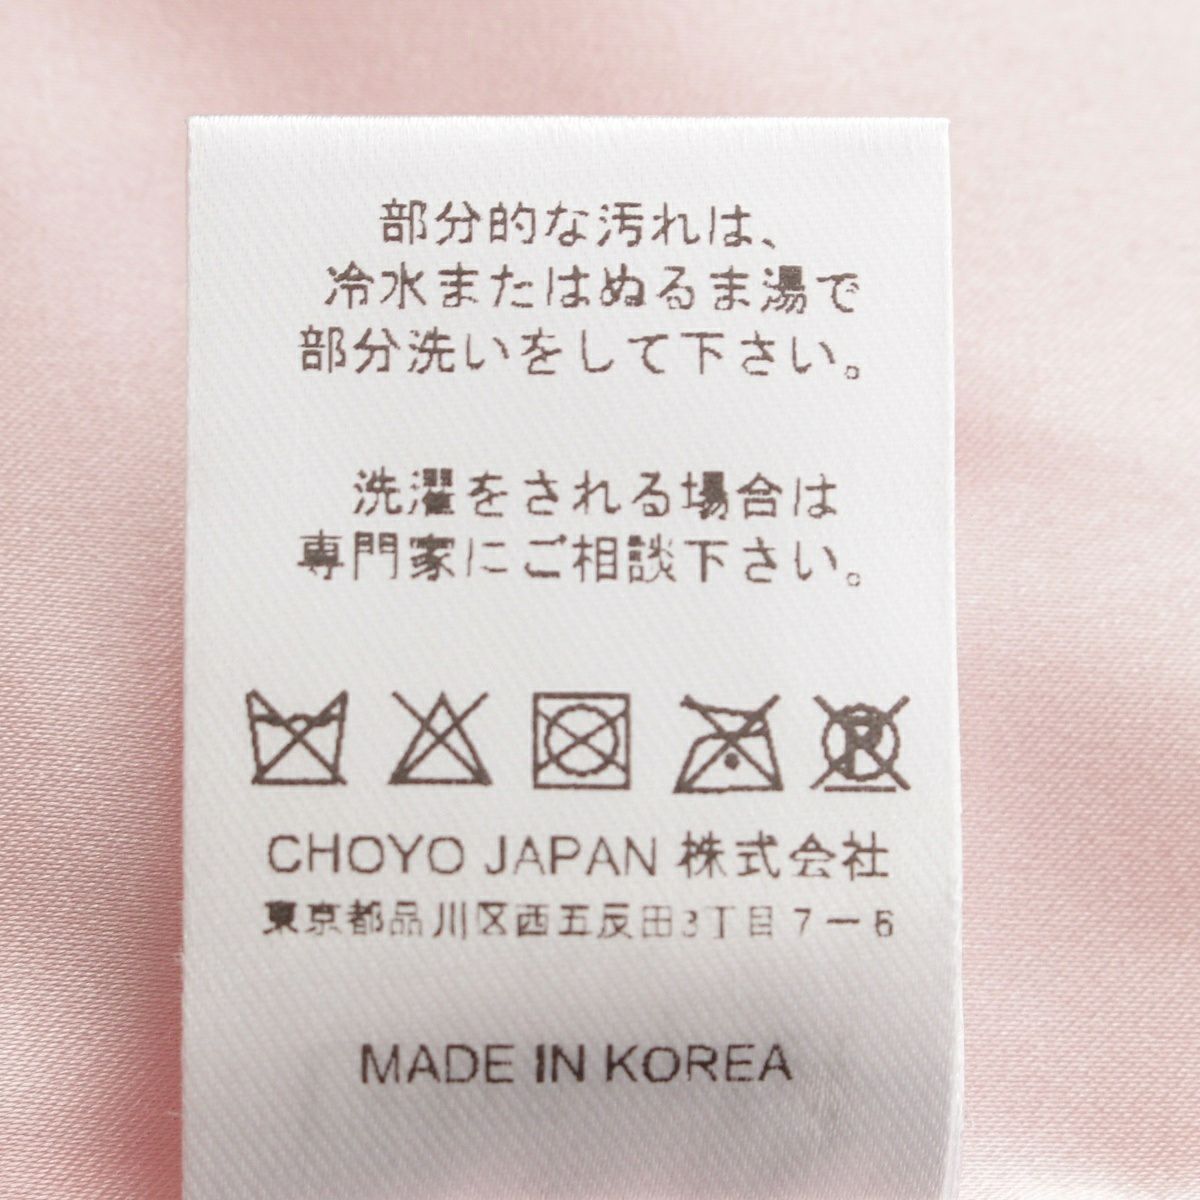 部分的な汚れは、
冷水またはぬるま湯で
部分洗いをして下さい。
洗濯をされる場合は
専門家にご相談下さい。
CHOYO JAPAN 株式会社
東京都品川区西五反田3丁目7-6
MADE IN KOREA